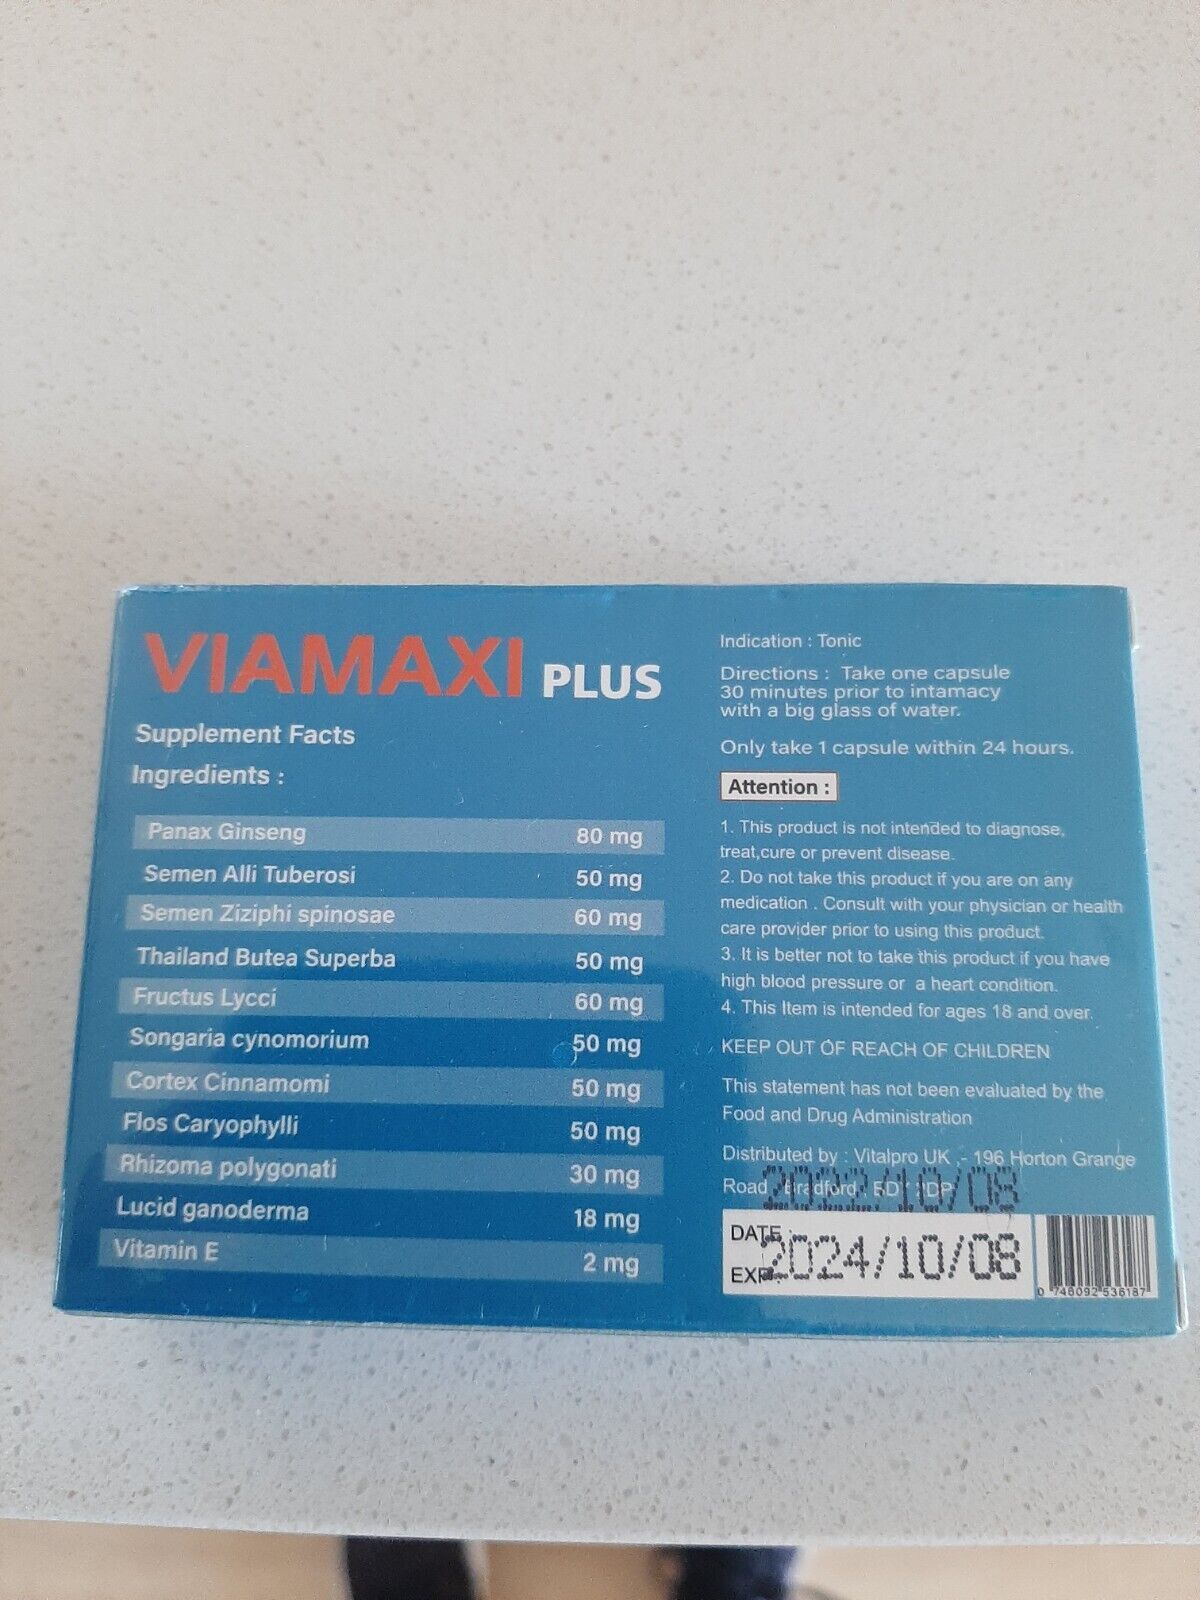 VIAMAXI PLUS
Supplement Facts
Ingredients :
Panax Ginseng 80 mg
Semen Alli Tuberosi 50 mg
Semen Ziziphi spinosae 60 mg
Thailand Butea Superba 50 mg
Fructus Lycci 60 mg
Songaria cynomorium 50 mg
Cortex Cinnamomi 50 mg
Flos Caryophylli 50 mg
Rhizoma polygonati 30 mg
Lucid ganoderma 18 mg
Vitamin E 2 mg
Indication : Tonic
Directions : Take one capsule
30 minutes prior to intamacy
with a big glass of water.
Only take 1 capsule within 24 hours.
Attention :
1. This product is not intended to diagnose,
treat,cure or prevent disease.
2. Do not take this product if you are on any
medication . Consult with your physician or health
care provider prior to using this product.
3. It is better not to take this product if you have
high blood pressure or a heart condition.
4. This Item is intended for ages 18 and over.
KEEP OUT OF REACH OF CHILDREN
This statement has not been evaluated by the
Food and Drug Administration
Distributed by : Vitalpro UK .- 196 Horton Grange
Road, Bradford,
2022/10/08
DATE :
EXP: 2024/10/08
0 746092 536187